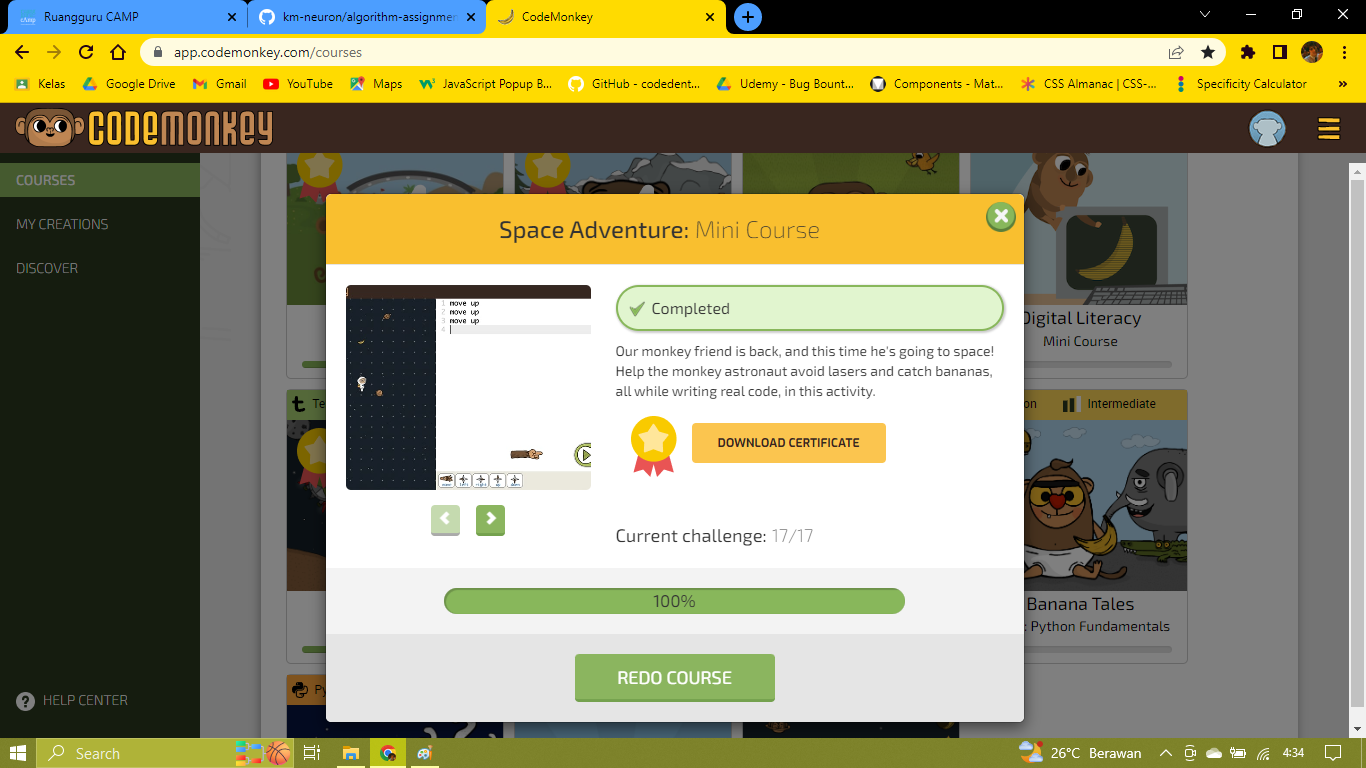 Ruangguru CAMP
km-neuron/algorithm-assignmen
CodeMonkey
app.codemonkey.com/courses
Kelas
Google Drive
Gmail
YouTube
Maps
JavaScript Popup B...
GitHub - codedent...
Udemy - Bug Bount...
Components - Mat...
CSS Almanac | CSS-...
Specificity Calculator
»
CODEMONKEY
COURSES
MY CREATIONS
DISCOVER
HELP CENTER
Space Adventure: Mini Course
1 move up
2 move up
3 move up
4
Completed
Our monkey friend is back, and this time he's going to space!
Help the monkey astronaut avoid lasers and catch bananas,
all while writing real code, in this activity.
DOWNLOAD CERTIFICATE
Current challenge: 17/17
100%
REDO COURSE
Digital Literacy
Mini Course
Te
on
Intermediate
Banana Tales
: Python Fundamentals
Py
Search
26°C Berawan
4:34